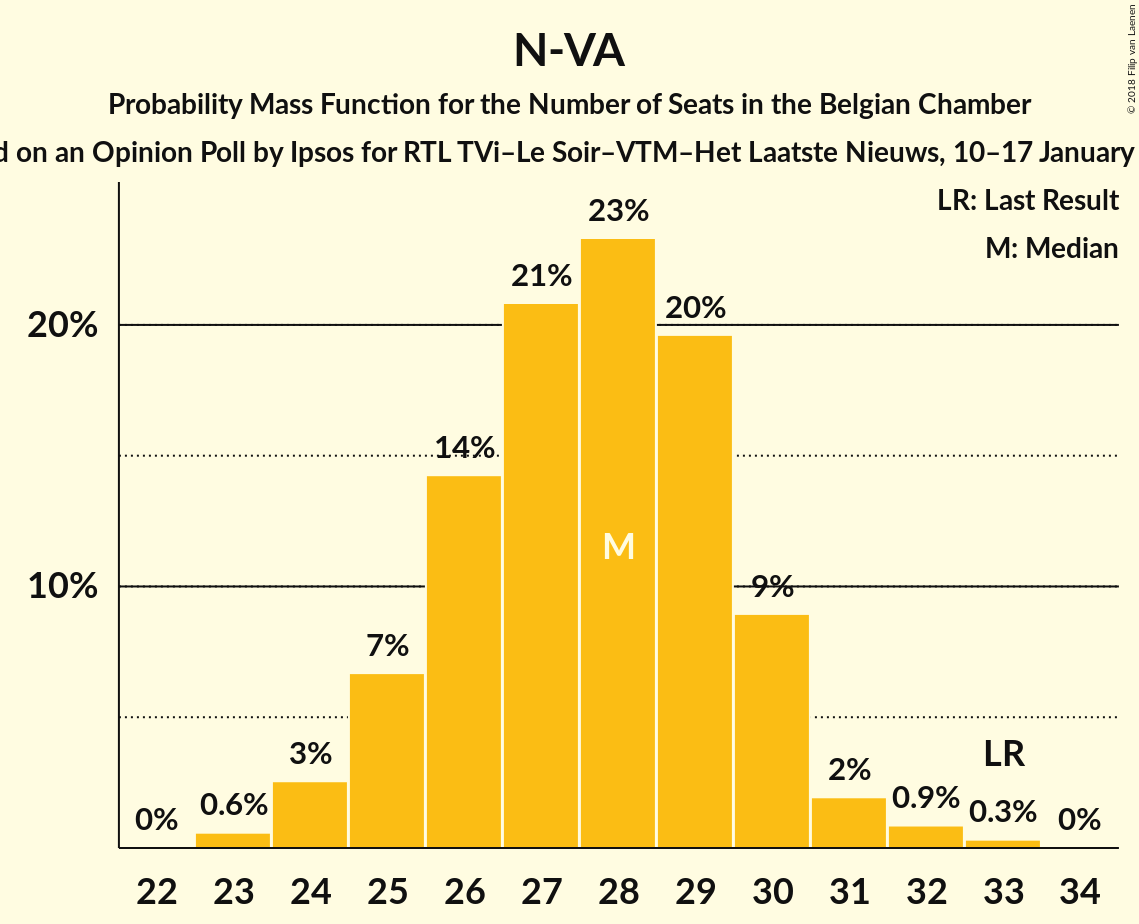 N-VA
Probability Mass Function for the Number of Seats in the Belgian Chamber
on an Opinion Poll by Ipsos for RTL TVi–Le Soir–VTM–Het Laatste Nieuws, 10–17 January
© 2018 Filip van Laenen
LR: Last Result
M: Median
23%
21%
20%
20%
14%
M
10%
9%
7%
LR
3%
2%
0.9%
0.6%
0.3%
0%
0%
22 23 24 25 26 27 28 29 30 31 32 33 34